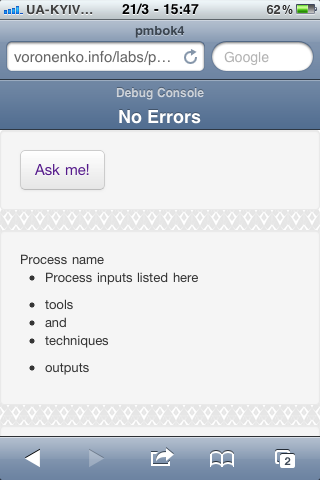 UA-KYIV... 21/3 - 15:47 62%
pmbok4
voronenko.info/labs/p... Google
Debug Console
No Errors
Ask me!
Process name
• Process inputs listed here
• tools
• and
• techniques
• outputs
2